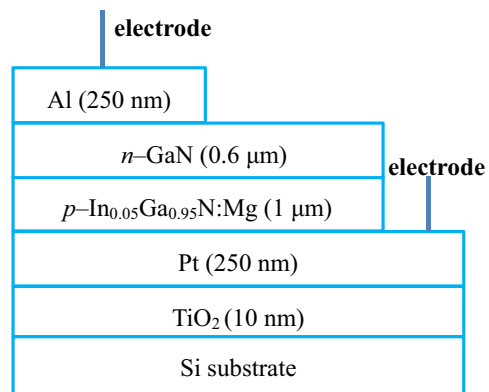 electrode
Al (250 nm)
n–GaN (0.6 µm)
electrode
p–In₀.₀₅Ga₀.₉₅N:Mg (1 µm)
Pt (250 nm)
TiO₂ (10 nm)
Si substrate